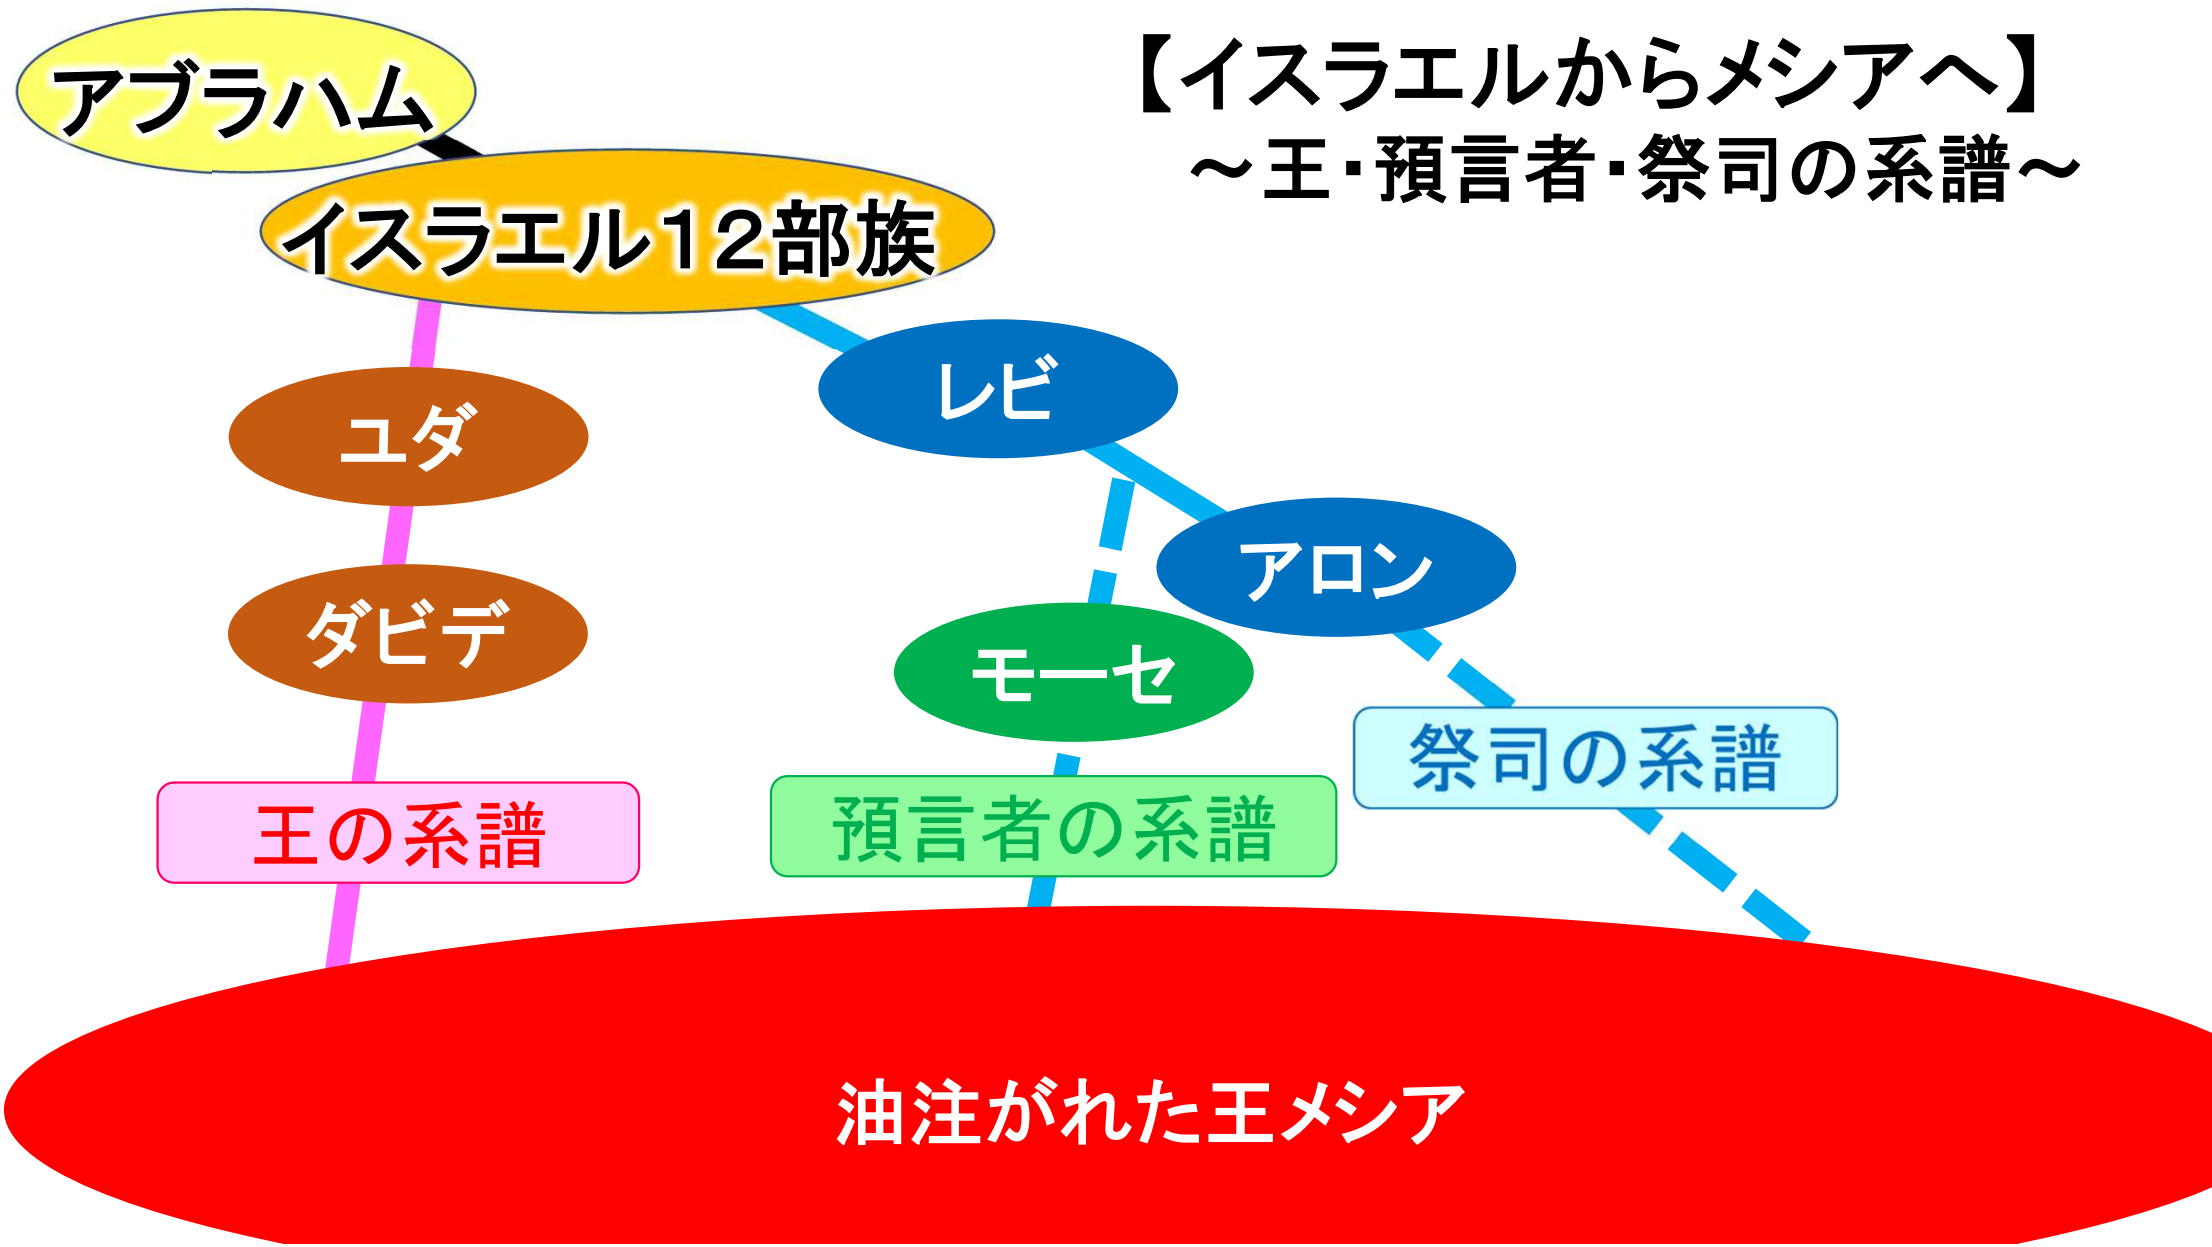 アブラハム
【イスラエルからメシアへ】
～王・預言者・祭司の系譜～
イスラエル12部族
レビ
ユダ
アロン
ダビデ
モーセ
祭司の系譜
王の系譜
預言者の系譜
油注がれた王メシア